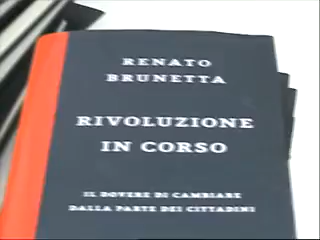 RENATO
BRUNETTA
RIVOLUZIONE
IN CORSO
IL DOVERE DI CAMBIARE
DALLA PARTE DEI CITTADINI